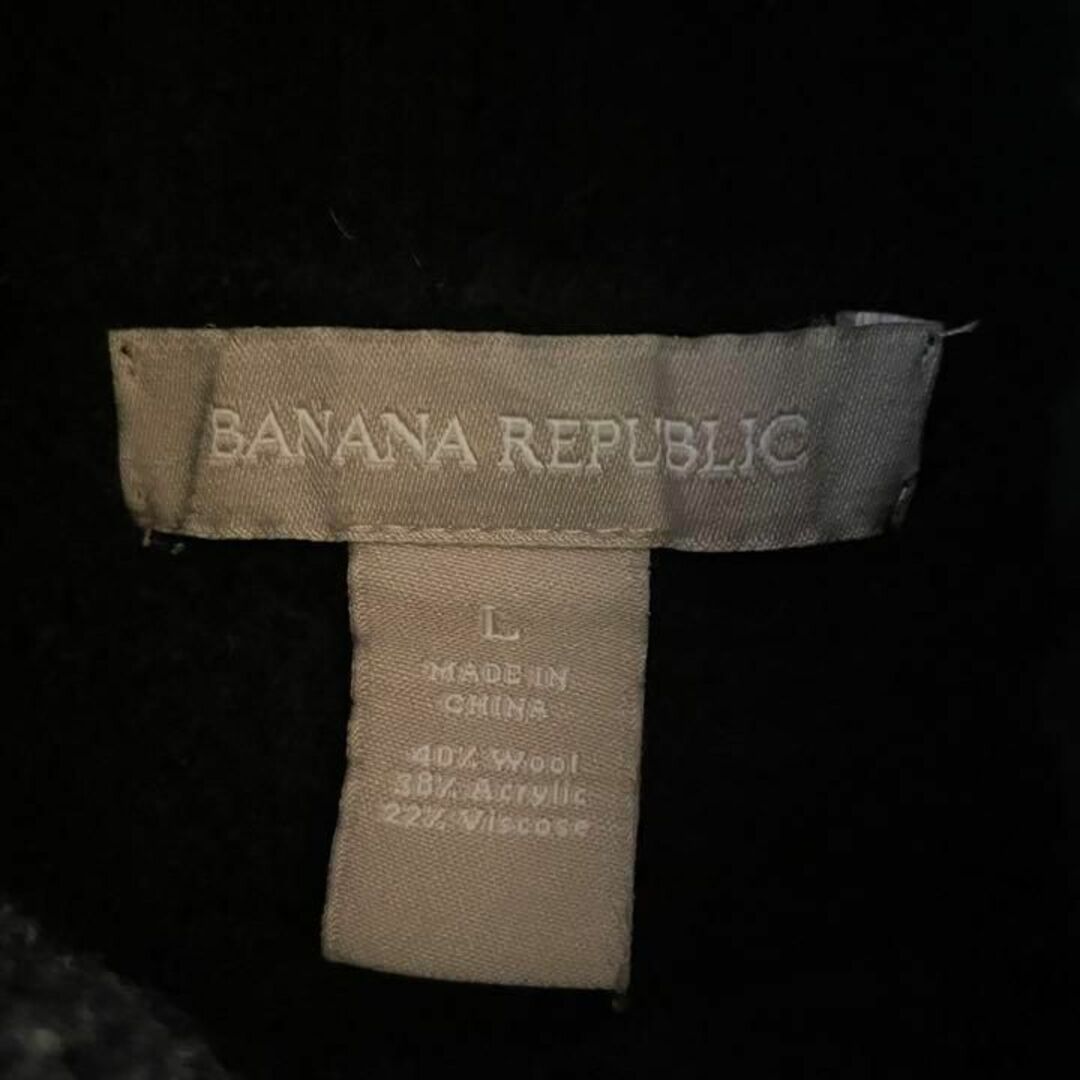 BANANA REPUBLIC
L
MADE IN
CHINA
40% Wool
38% Acrylic
22% Viscose